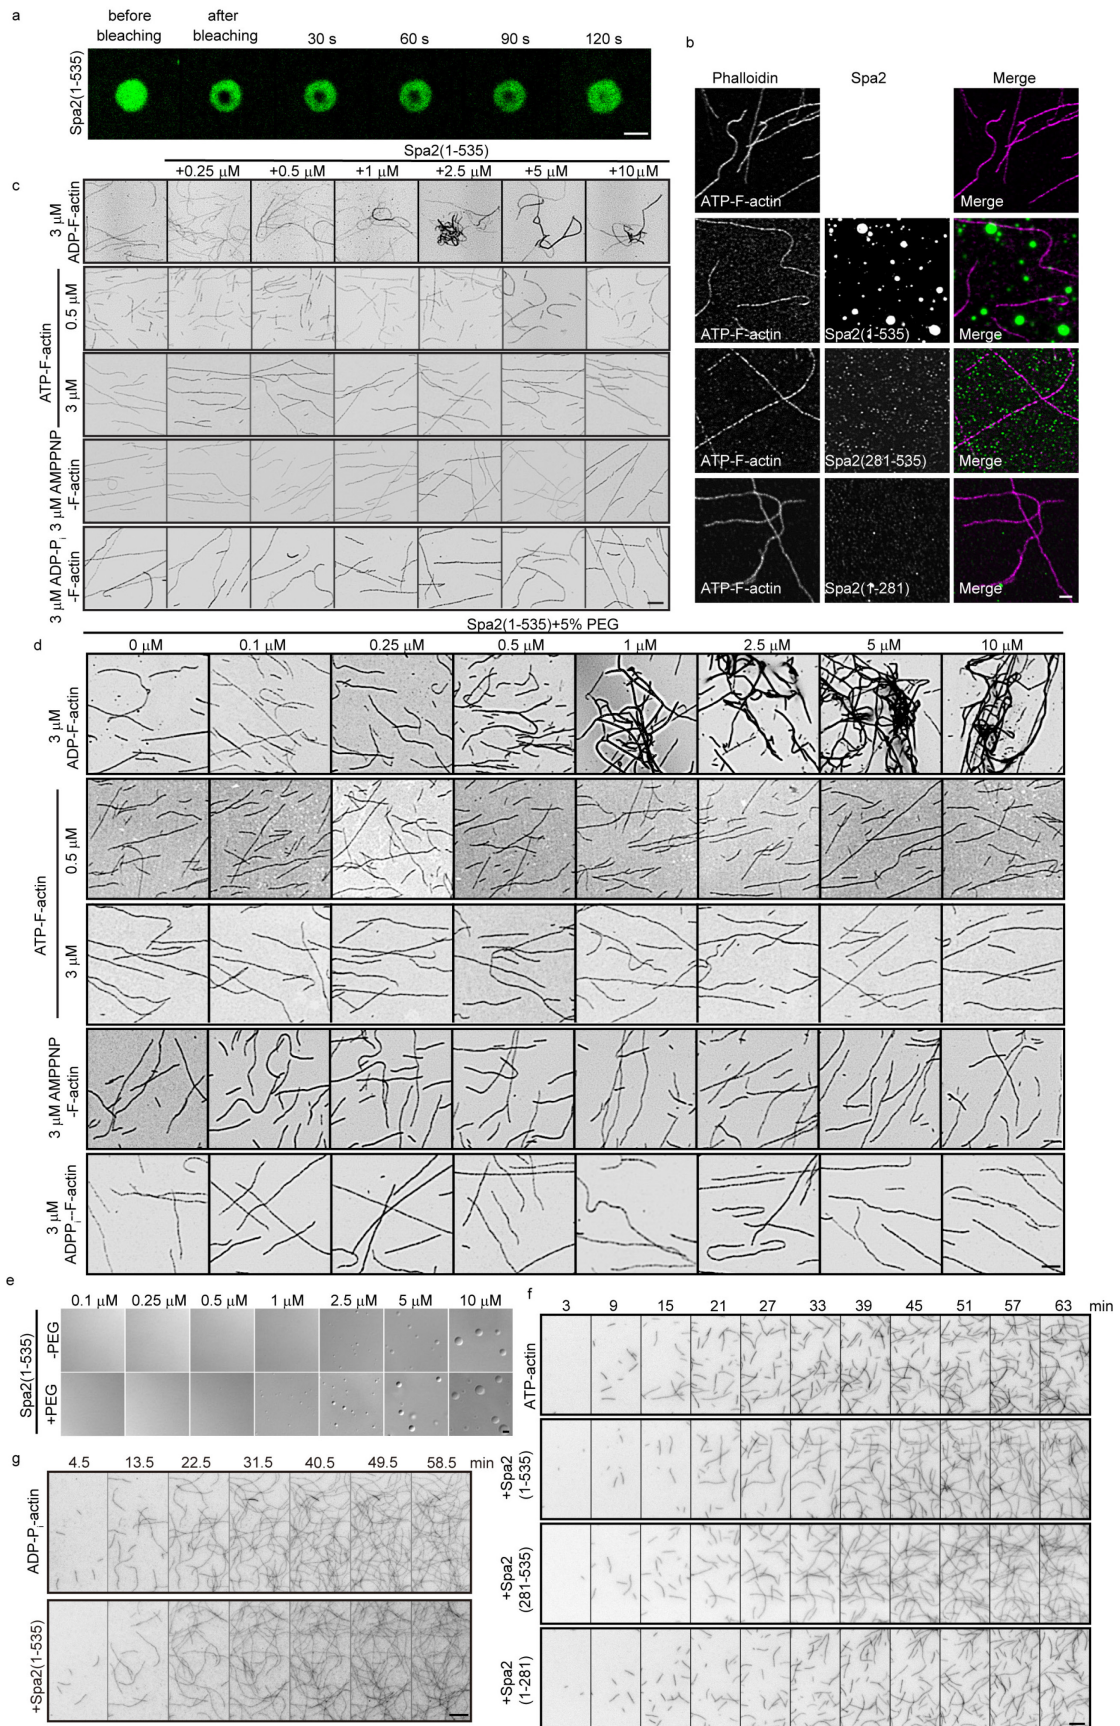 a
before bleaching
after bleaching
30 s
60 s
90 s
120 s
Spa2(1-535)
b
Phalloidin
Spa2
Merge
ATP-F-actin
Merge
ATP-F-actin
Spa2(1-535)
Merge
ATP-F-actin
Spa2(281-535)
Merge
ATP-F-actin
Spa2(1-281)
Merge
c
Spa2(1-535)
+0.25 μM
+0.5 μM
+1 μM
+2.5 μM
+5 μM
+10 μM
3 μM
ADP-F-actin
ATP-F-actin
0.5 μM
3 μM
3 μM AMPPNP
-F-actin
3 μM ADP-Pi
-F-actin
d
Spa2(1-535)+5% PEG
0 μM
0.1 μM
0.25 μM
0.5 μM
1 μM
2.5 μM
5 μM
10 μM
3 μM
ADP-F-actin
ATP-F-actin
0.5 μM
3 μM
3 μM AMPPNP
-F-actin
3 μM
ADPPi--F-actin
e
0.1 μM
0.25 μM
0.5 μM
1 μM
2.5 μM
5 μM
10 μM
Spa2(1-535)
-PEG
+PEG
f
3
9
15
21
27
33
39
45
51
57
63
min
ATP-actin
+Spa2
(1-535)
+Spa2
(281-535)
+Spa2
(1-281)
g
4.5
13.5
22.5
31.5
40.5
49.5
58.5
min
ADP-Pi-actin
+Spa2(1-535)